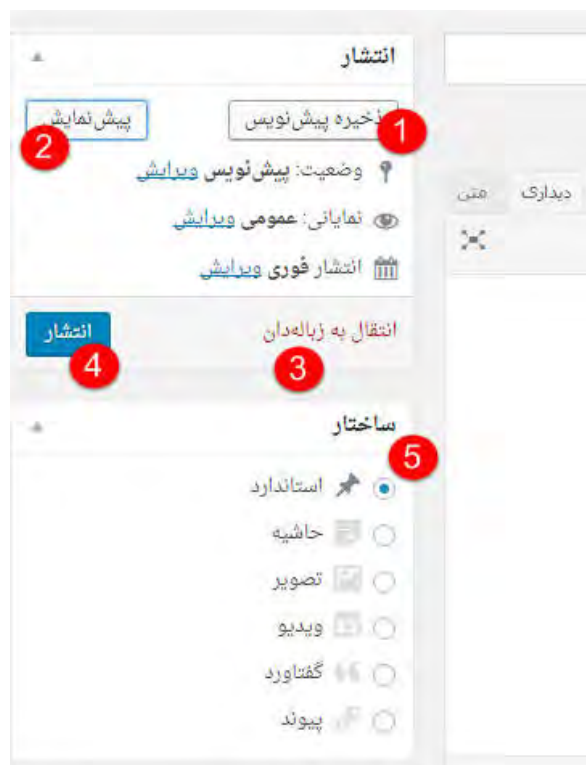 انتشار
ذخیره پیش‌نویس پیش‌نمایش
1 2
وضعیت: پیش‌نویس ویرایش
نمایانی: عمومی ویرایش
انتشار فوری ویرایش
انتقال به زباله‌دان انتشار
3 4
دیداری متن
ساختار
5
استاندارد
حاشیه
تصویر
ویدیو
گفتاورد
پیوند